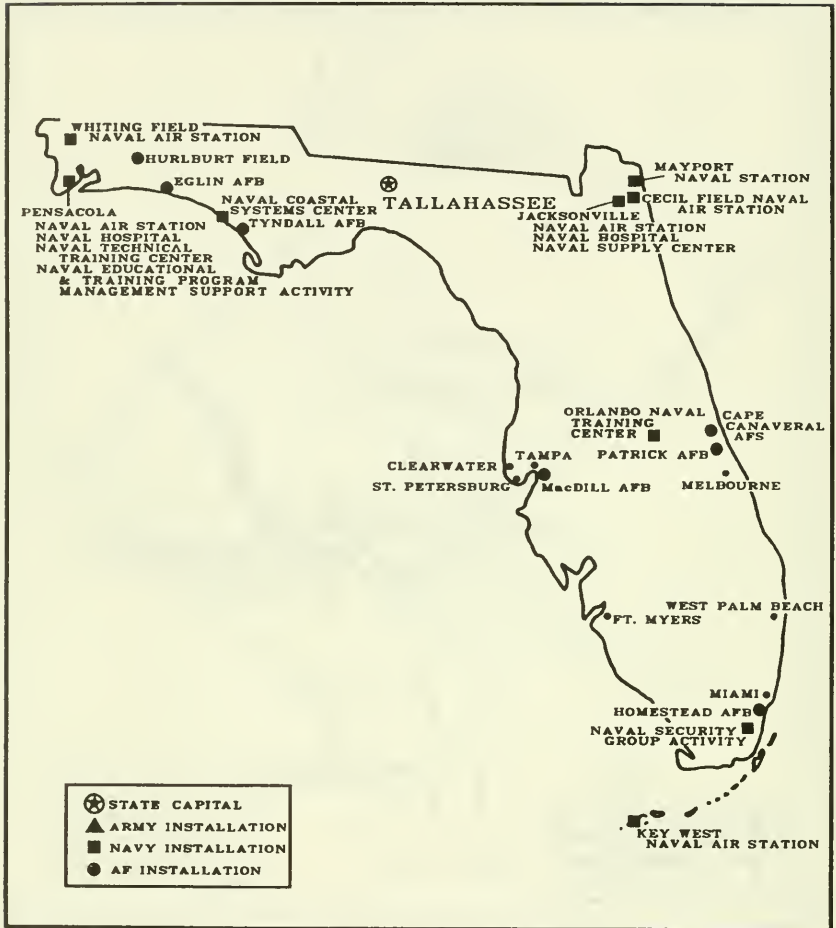 WHITING FIELD
NAVAL AIR STATION
HURLBURT FIELD
EGLIN AFB
PENSACOLA
NAVAL AIR STATION
NAVAL HOSPITAL
NAVAL TECHNICAL
TRAINING CENTER
NAVAL EDUCATIONAL
& TRAINING PROGRAM
MANAGEMENT SUPPORT ACTIVITY
NAVAL COASTAL
SYSTEMS CENTER
TYNDALL AFB
TALLAHASSEE
MAYPORT
NAVAL STATION
CECIL FIELD NAVAL
AIR STATION
JACKSONVILLE
NAVAL AIR STATION
NAVAL HOSPITAL
NAVAL SUPPLY CENTER
ORLANDO NAVAL
TRAINING
CENTER
CAPE
CANAVERAL
AFS
PATRICK AFB
MELBOURNE
CLEARWATER
TAMPA
ST. PETERSBURG
MacDILL AFB
WEST PALM BEACH
FT. MYERS
MIAMI
HOMESTEAD AFB
NAVAL SECURITY
GROUP ACTIVITY
KEY WEST
NAVAL AIR STATION
STATE CAPITAL
ARMY INSTALLATION
NAVY INSTALLATION
AF INSTALLATION